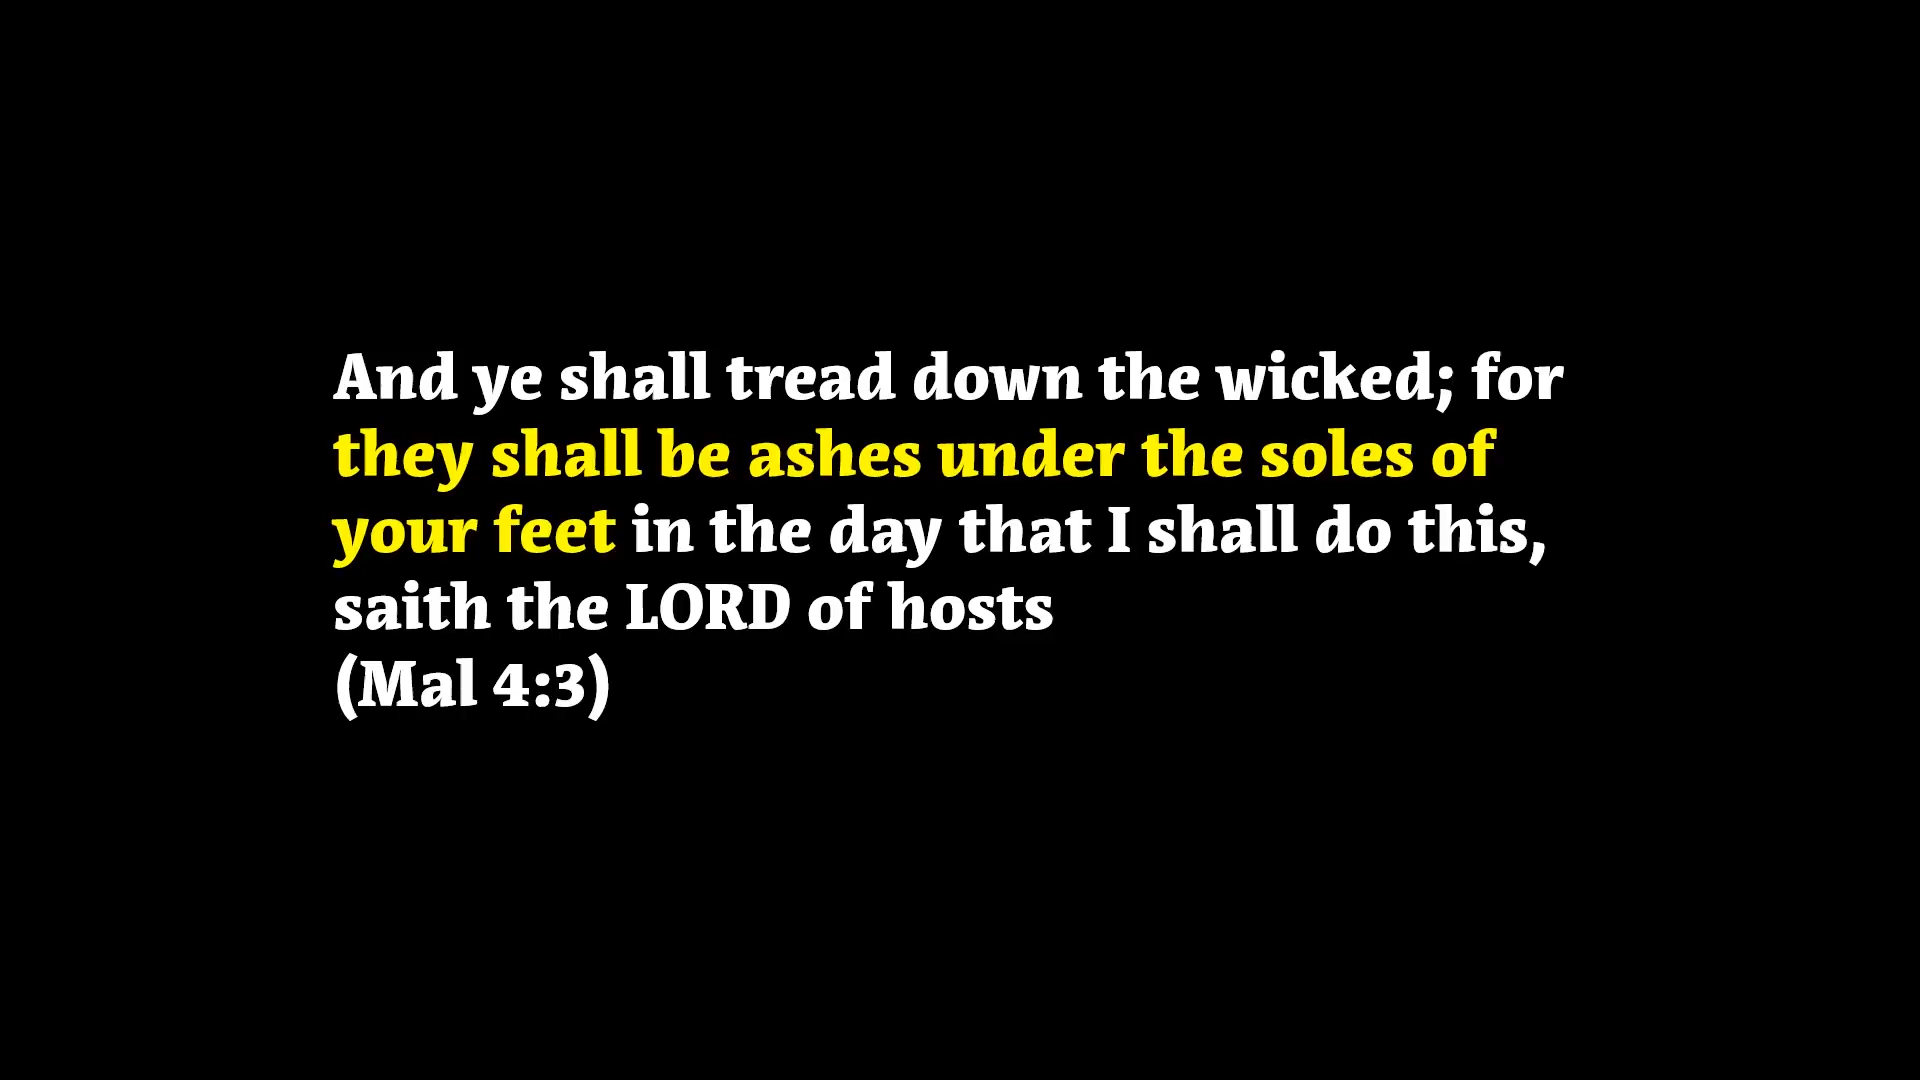 And ye shall tread down the wicked; for
they shall be ashes under the soles of
your feet in the day that I shall do this,
saith the LORD of hosts
(Mal 4:3)